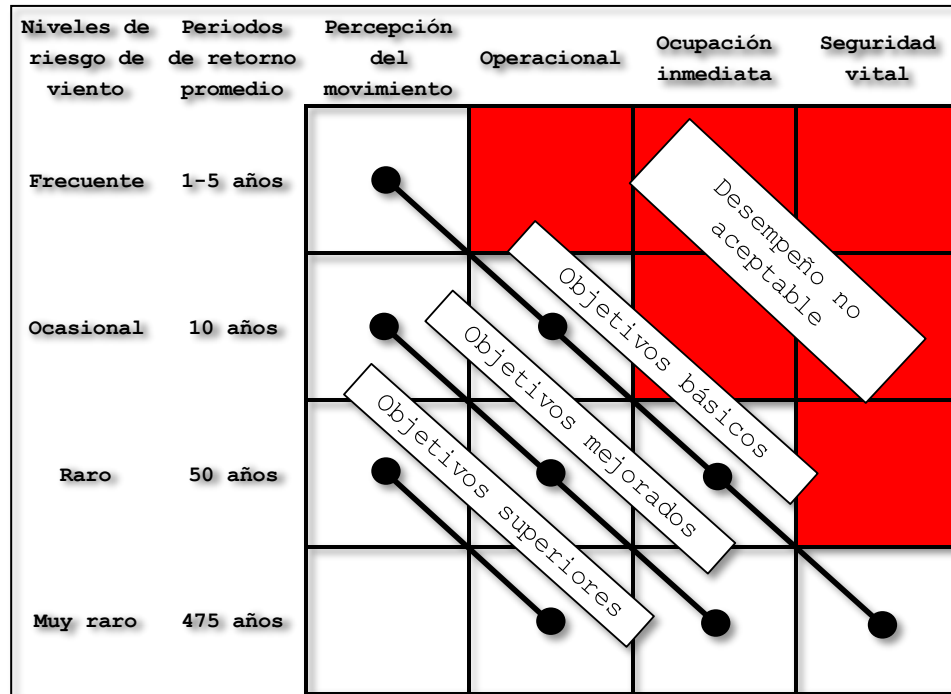 Niveles de riesgo de viento
Periodos de retorno promedio
Percepción del movimiento
Operacional
Ocupación inmediata
Seguridad vital
Frecuente
1-5 años
Desempeño no aceptable
Objetivos básicos
Ocasional
10 años
Objetivos mejorados
Objetivos superiores
Raro
50 años
Muy raro
475 años